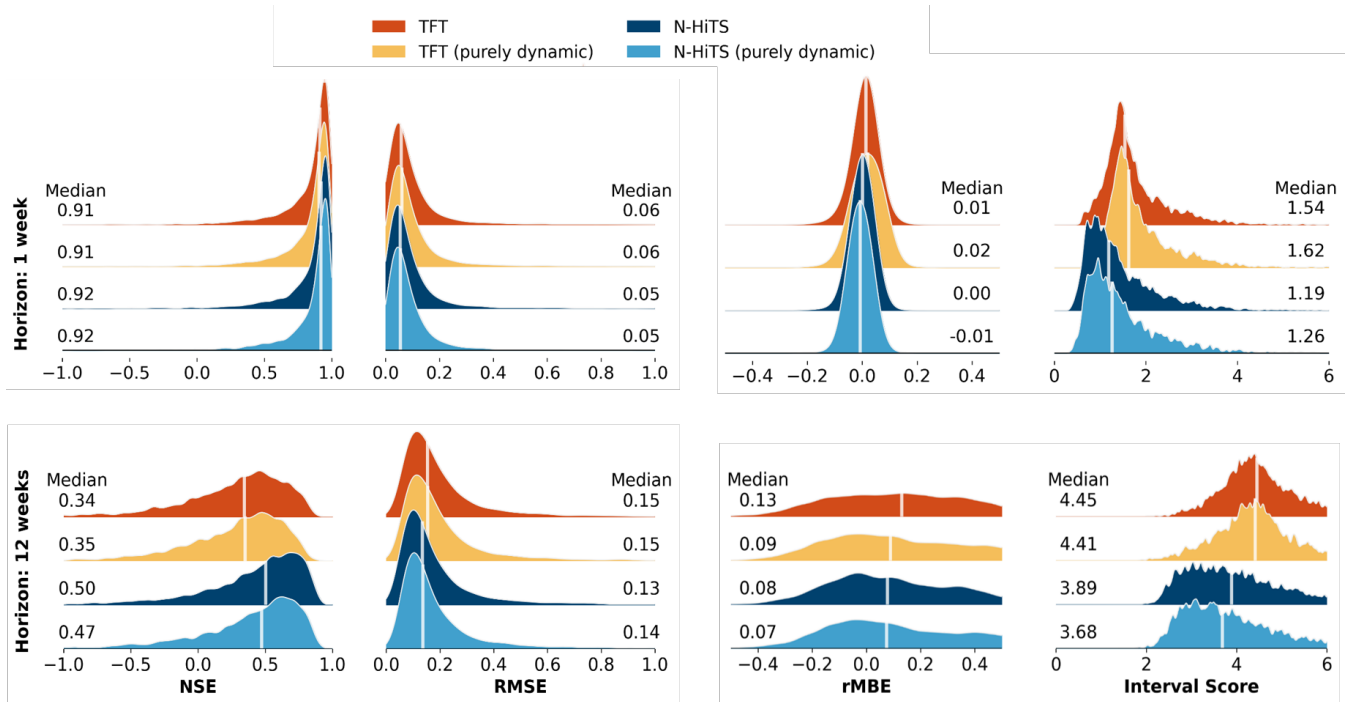 TFT
TFT (purely dynamic)
N-HiTS
N-HiTS (purely dynamic)
Horizon: 1 week
Median
0.91
0.91
0.92
0.92
−1.0 −0.5 0.0 0.5 1.0
Median
0.06
0.06
0.05
0.05
0.0 0.2 0.4 0.6 0.8 1.0
Median
0.01
0.02
0.00
-0.01
−0.4 −0.2 0.0 0.2 0.4
Median
1.54
1.62
1.19
1.26
0 2 4 6
Horizon: 12 weeks
Median
0.34
0.35
0.50
0.47
−1.0 −0.5 0.0 0.5 1.0
NSE
Median
0.15
0.15
0.13
0.14
0.0 0.2 0.4 0.6 0.8 1.0
RMSE
Median
0.13
0.09
0.08
0.07
−0.4 −0.2 0.0 0.2 0.4
rMBE
Median
4.45
4.41
3.89
3.68
0 2 4 6
Interval Score